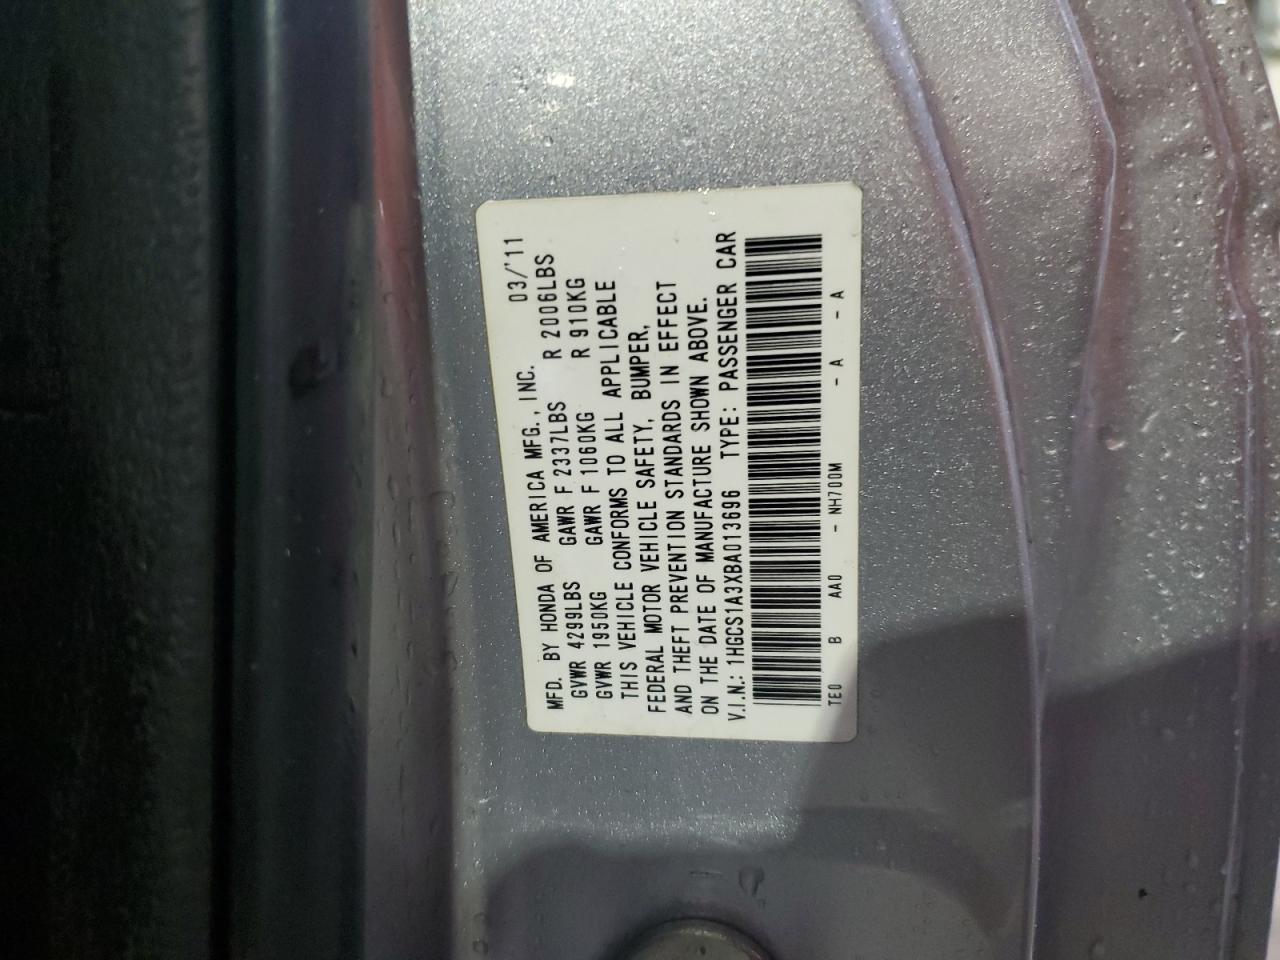 MFD. BY HONDA OF AMERICA MFG., INC. 03/'11
GVWR 4299LBS GAWR F 2337LBS R 2006LBS
GVWR 1950KG GAWR F 1060KG R 910KG
THIS VEHICLE CONFORMS TO ALL APPLICABLE
FEDERAL MOTOR VEHICLE SAFETY, BUMPER,
AND THEFT PREVENTION STANDARDS IN EFFECT
ON THE DATE OF MANUFACTURE SHOWN ABOVE.
V.I.N.: 1HGCS1A3XBA013696 TYPE: PASSENGER CAR
TE0 B AA0 - NH700M - A - A